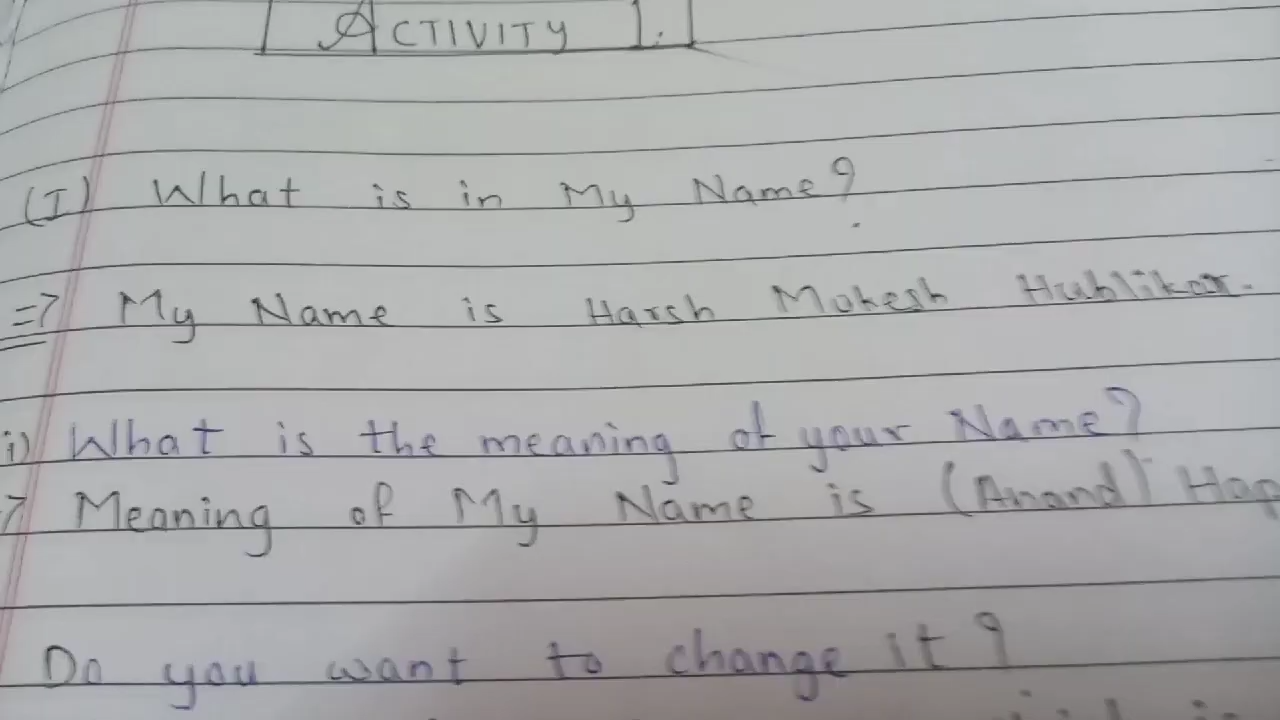 ACTIVITY 1.
(I) What is in My Name?
=> My Name is Harsh Mukesh Hublikar.
i) What is the meaning of your Name?
Meaning of My Name is (Anand) Hap
Do you want to change it?